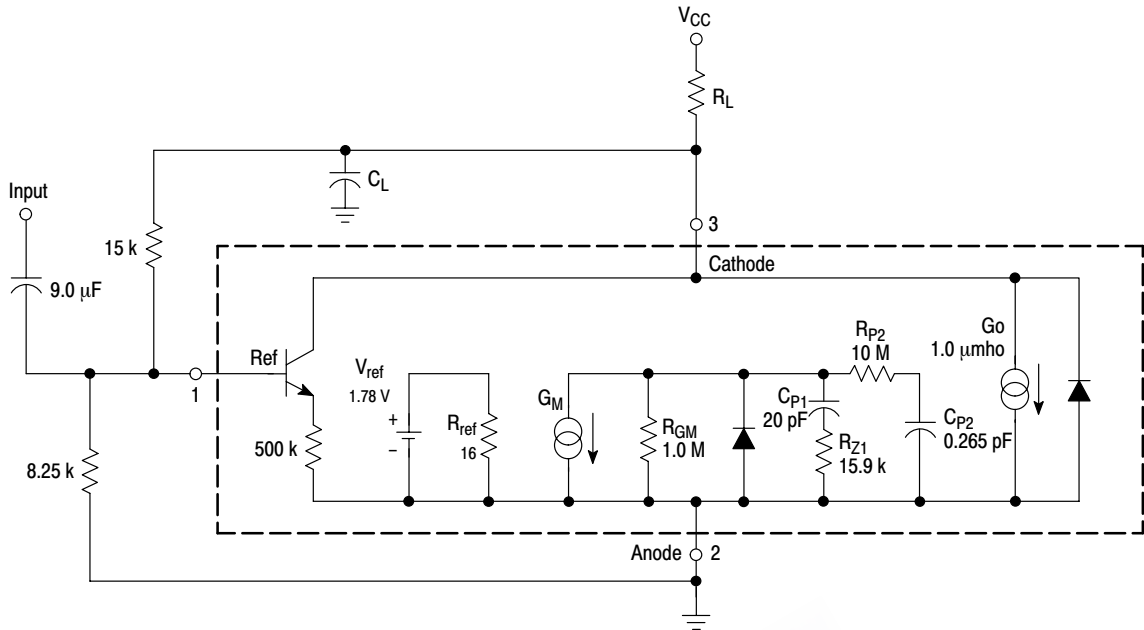 VCC
RL
CL
Input
15 k
9.0 µF
3
Cathode
Ref
1
Vref
1.78 V
+
–
Rref
16
500 k
8.25 k
GM
RGM
1.0 M
CP1
20 pF
RZ1
15.9 k
RP2
10 M
CP2
0.265 pF
Go
1.0 µmho
Anode
2